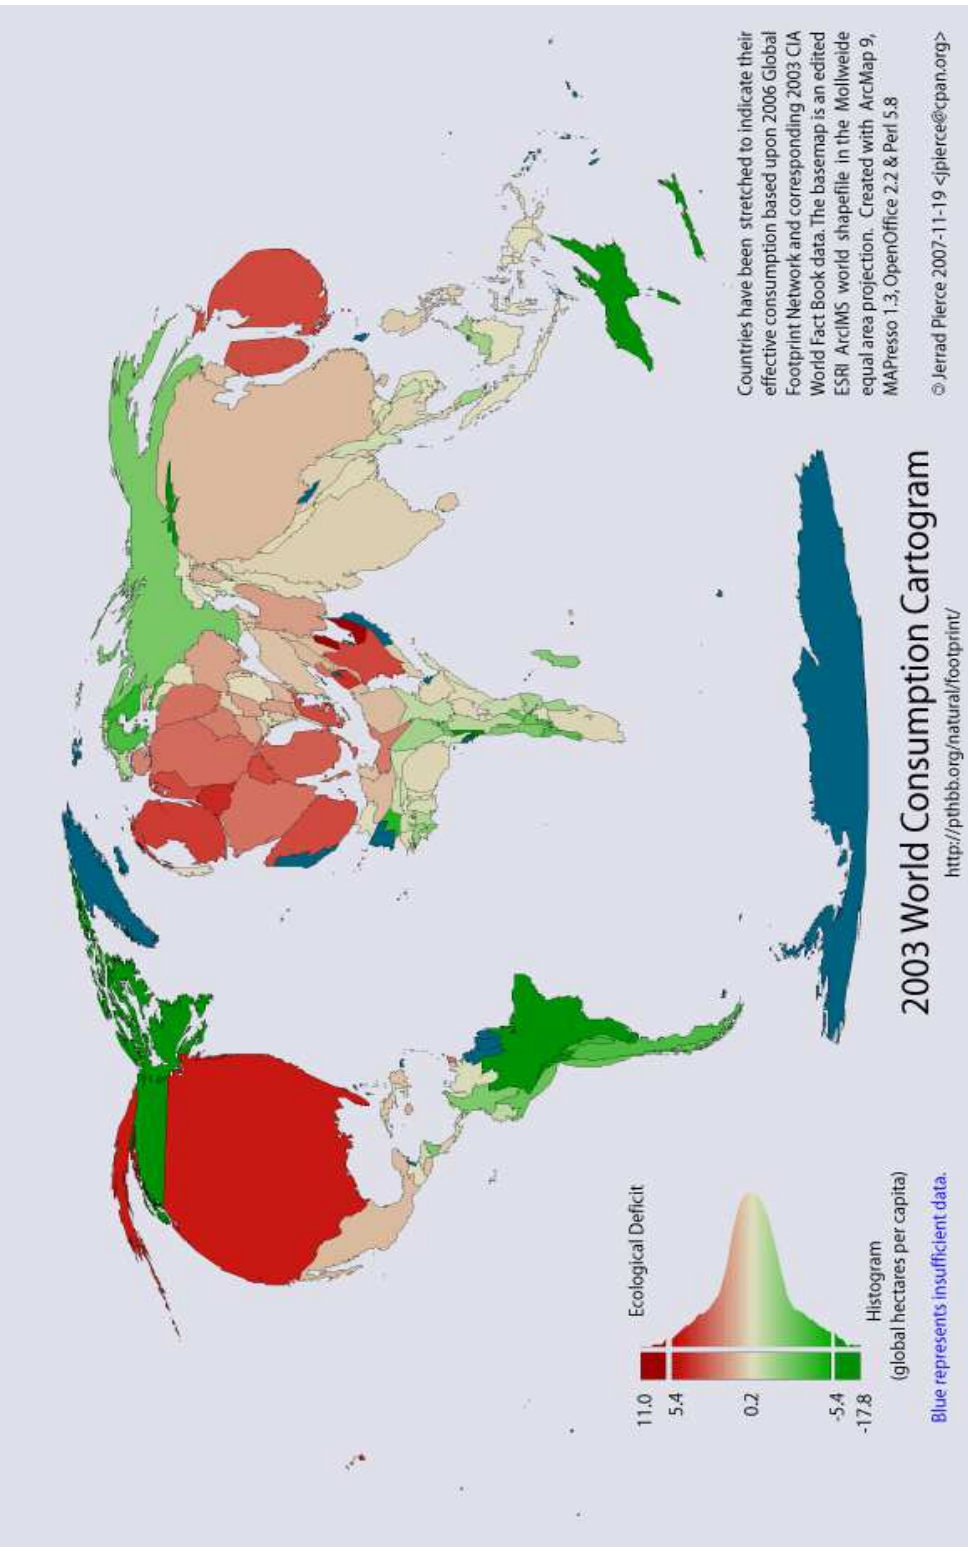 Countries have been stretched to indicate their
effective consumption based upon 2006 Global
Footprint Network and corresponding 2003 CIA
World Fact Book data. The basemap is an edited
ESRI ArcIMS world shapefile in the Mollweide
equal area projection. Created with ArcMap 9,
MAPresso 1.3, OpenOffice 2.2 & Perl 5.8
© Jerrad Pierce 2007-11-19 <jpierce@cpan.org>
2003 World Consumption Cartogram
http://pthbb.org/natural/footprint/
Ecological Deficit
11.0
5.4
0.2
-5.4
-17.8
Histogram
(global hectares per capita)
Blue represents insufficient data.